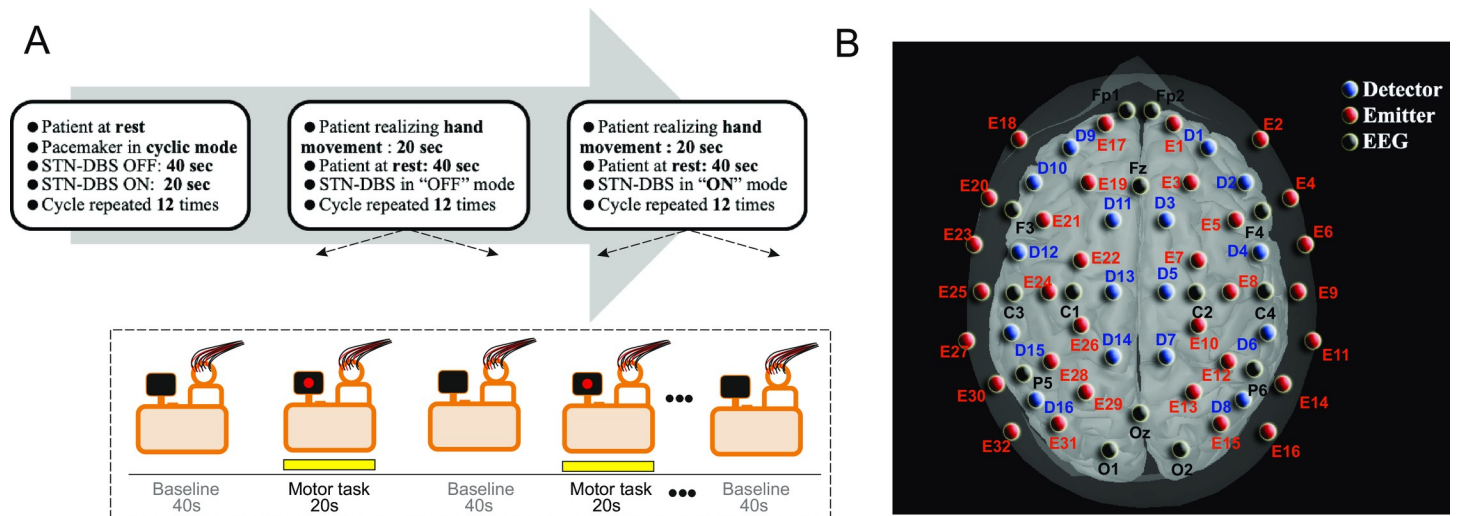 A
● Patient at rest
● Pacemaker in cyclic mode
● STN-DBS OFF: 40 sec
● STN-DBS ON: 20 sec
● Cycle repeated 12 times
● Patient realizing hand
movement : 20 sec
● Patient at rest: 40 sec
● STN-DBS in “OFF” mode
● Cycle repeated 12 times
● Patient realizing hand
movement : 20 sec
● Patient at rest: 40 sec
● STN-DBS in “ON” mode
● Cycle repeated 12 times
●●●
Baseline
40s
Motor task
20s
Baseline
40s
Motor task
20s
●●●
Baseline
40s
B
Detector
Emitter
EEG
Fp1 Fp2
E18 D9 E17 E1 D1 E2
D10 Fz
E20 E19 E3 D2 E4
D11 D3
F3 E21 E5 F4
E23 E6
D12 E22 E7 D4
D13 D5
E25 E24 E8 E9
C3 C1 C2 C4
E27 E26 D14 D7 E10 D6 E11
D15 E28 E12
P5 P6
E30 E29 E13 E14
D16 D8
E32 E31 Oz E15 E16
O1 O2